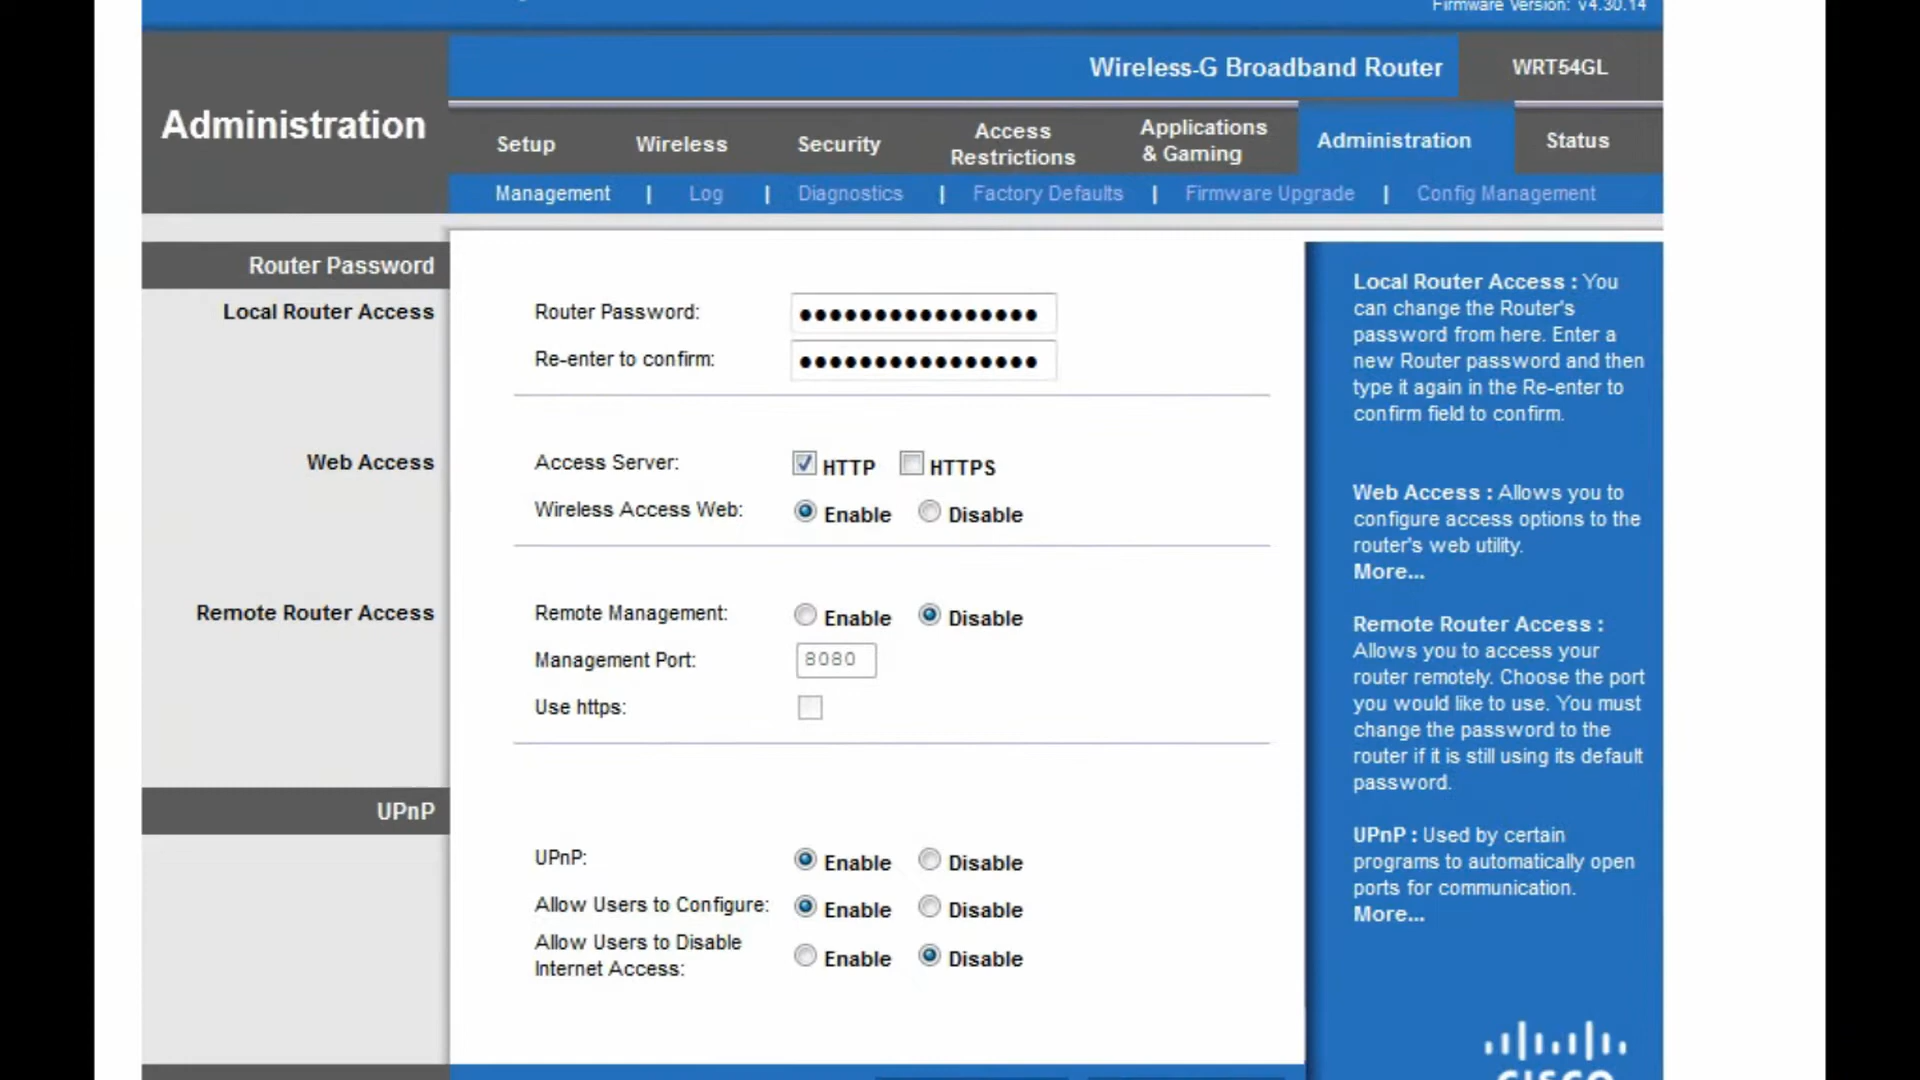 Firmware Version: v4.30.14
Wireless-G Broadband Router WRT54GL
Administration
Setup Wireless Security Access Restrictions Applications & Gaming Administration Status
Management | Log | Diagnostics | Factory Defaults | Firmware Upgrade | Config Management
Router Password
Local Router Access
Router Password: ●●●●●●●●●●●●●●●●
Re-enter to confirm: ●●●●●●●●●●●●●●●●
Web Access
Access Server: HTTP HTTPS
Wireless Access Web: Enable Disable
Remote Router Access
Remote Management: Enable Disable
Management Port: 8080
Use https:
UPnP
UPnP: Enable Disable
Allow Users to Configure: Enable Disable
Allow Users to Disable
Internet Access: Enable Disable
Local Router Access : You
can change the Router's
password from here. Enter a
new Router password and then
type it again in the Re-enter to
confirm field to confirm.
Web Access : Allows you to
configure access options to the
router's web utility.
More...
Remote Router Access :
Allows you to access your
router remotely. Choose the port
you would like to use. You must
change the password to the
router if it is still using its default
password.
UPnP : Used by certain
programs to automatically open
ports for communication.
More...
CISCO